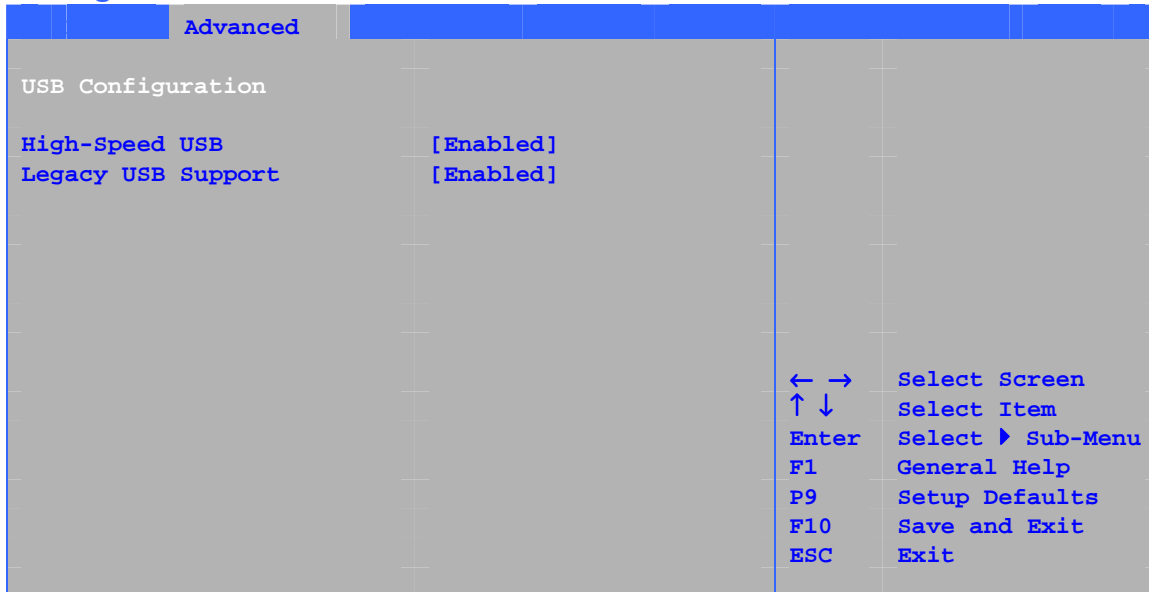 Advanced
USB Configuration
High-Speed USB [Enabled]
Legacy USB Support [Enabled]
← → Select Screen
↑ ↓ Select Item
Enter Select ▶ Sub-Menu
F1 General Help
P9 Setup Defaults
F10 Save and Exit
ESC Exit